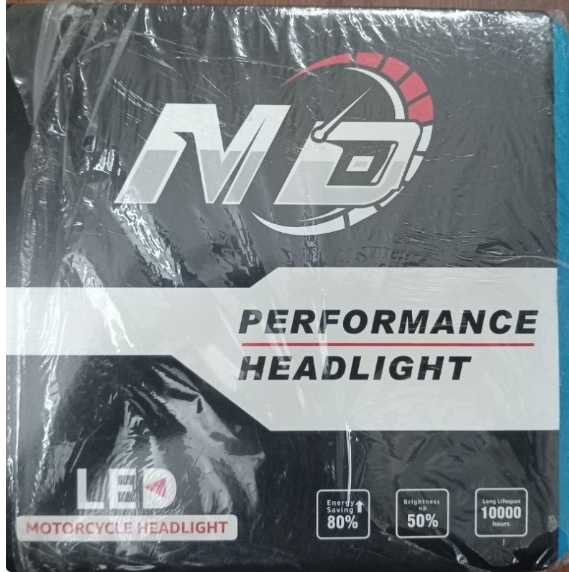 MD
PERFORMANCE
HEADLIGHT
LED
MOTORCYCLE HEADLIGHT
Energy
Saving
80%
Brightness
up
50%
Long Lifespan
10000
hours